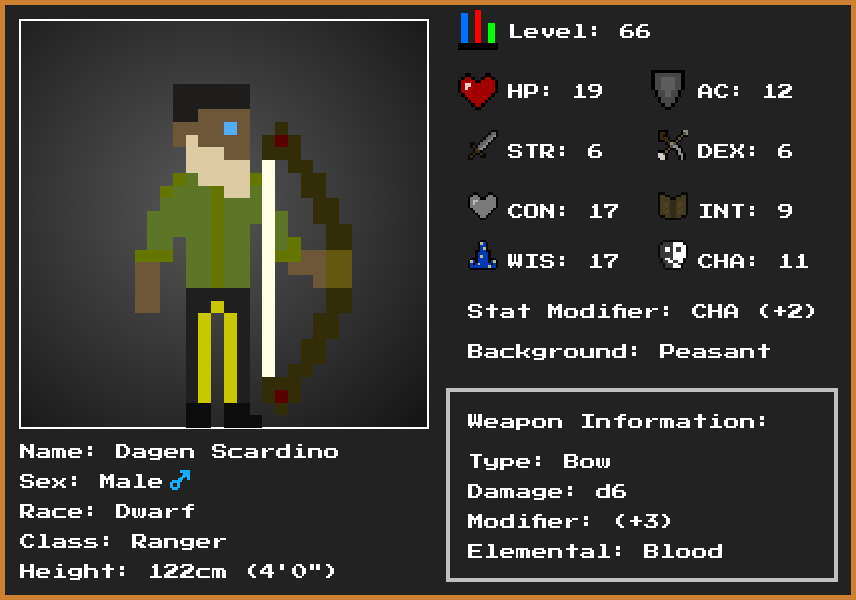 Level: 66
HP: 19
AC: 12
STR: 6
DEX: 6
CON: 17
INT: 9
WIS: 17
CHA: 11
Stat Modifier: CHA (+2)
Background: Peasant
Weapon Information:
Type: Bow
Damage: d6
Modifier: (+3)
Elemental: Blood
Name: Dagen Scardino
Sex: Male ♂
Race: Dwarf
Class: Ranger
Height: 122cm (4'0")